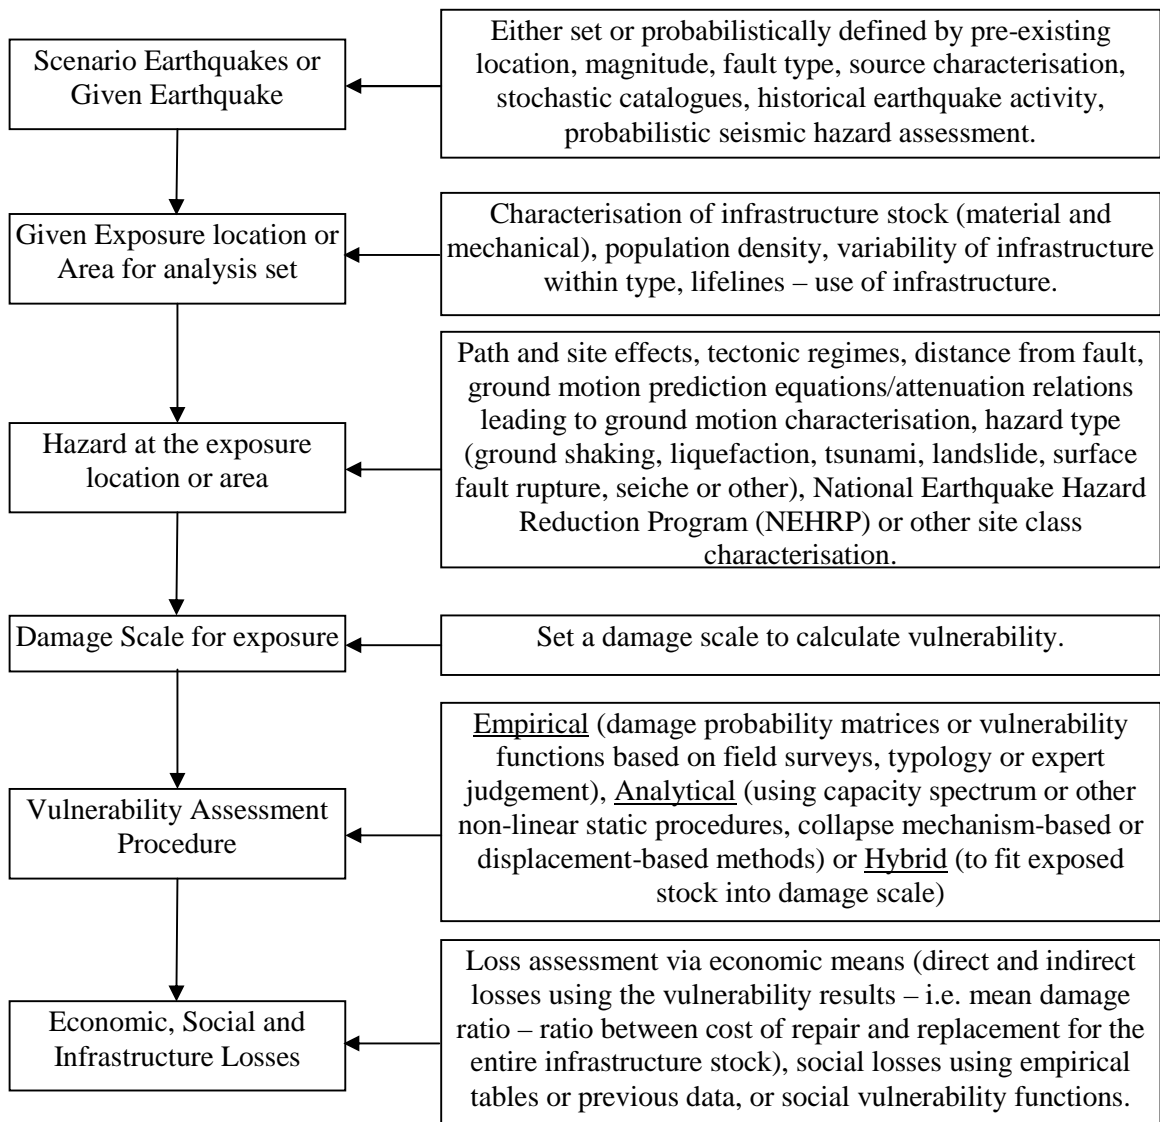 Scenario Earthquakes or
Given Earthquake
Either set or probabilistically defined by pre-existing
location, magnitude, fault type, source characterisation,
stochastic catalogues, historical earthquake activity,
probabilistic seismic hazard assessment.
Given Exposure location or
Area for analysis set
Characterisation of infrastructure stock (material and
mechanical), population density, variability of infrastructure
within type, lifelines – use of infrastructure.
Hazard at the exposure
location or area
Path and site effects, tectonic regimes, distance from fault,
ground motion prediction equations/attenuation relations
leading to ground motion characterisation, hazard type
(ground shaking, liquefaction, tsunami, landslide, surface
fault rupture, seiche or other), National Earthquake Hazard
Reduction Program (NEHRP) or other site class
characterisation.
Damage Scale for exposure
Set a damage scale to calculate vulnerability.
Vulnerability Assessment
Procedure
Empirical (damage probability matrices or vulnerability
functions based on field surveys, typology or expert
judgement), Analytical (using capacity spectrum or other
non-linear static procedures, collapse mechanism-based or
displacement-based methods) or Hybrid (to fit exposed
stock into damage scale)
Economic, Social and
Infrastructure Losses
Loss assessment via economic means (direct and indirect
losses using the vulnerability results – i.e. mean damage
ratio – ratio between cost of repair and replacement for the
entire infrastructure stock), social losses using empirical
tables or previous data, or social vulnerability functions.